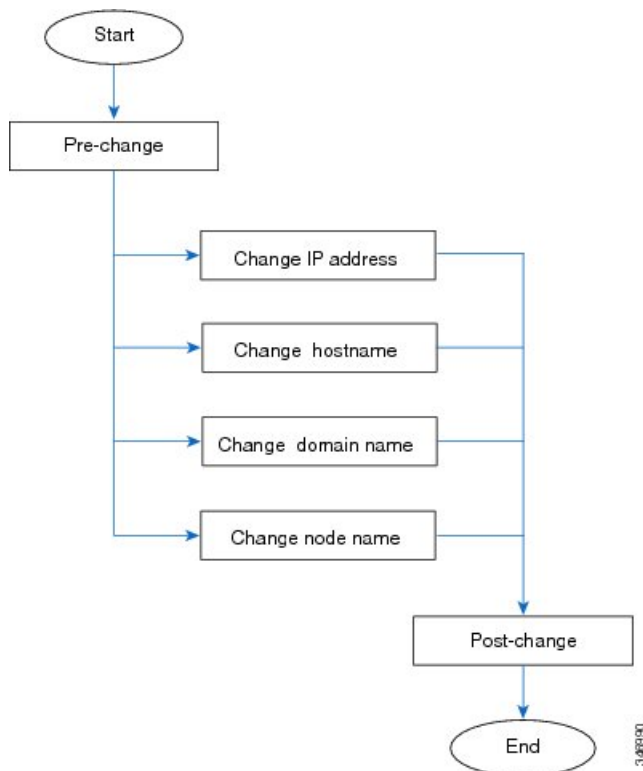 Start
Pre-change
Change IP address
Change hostname
Change domain name
Change node name
Post-change
End